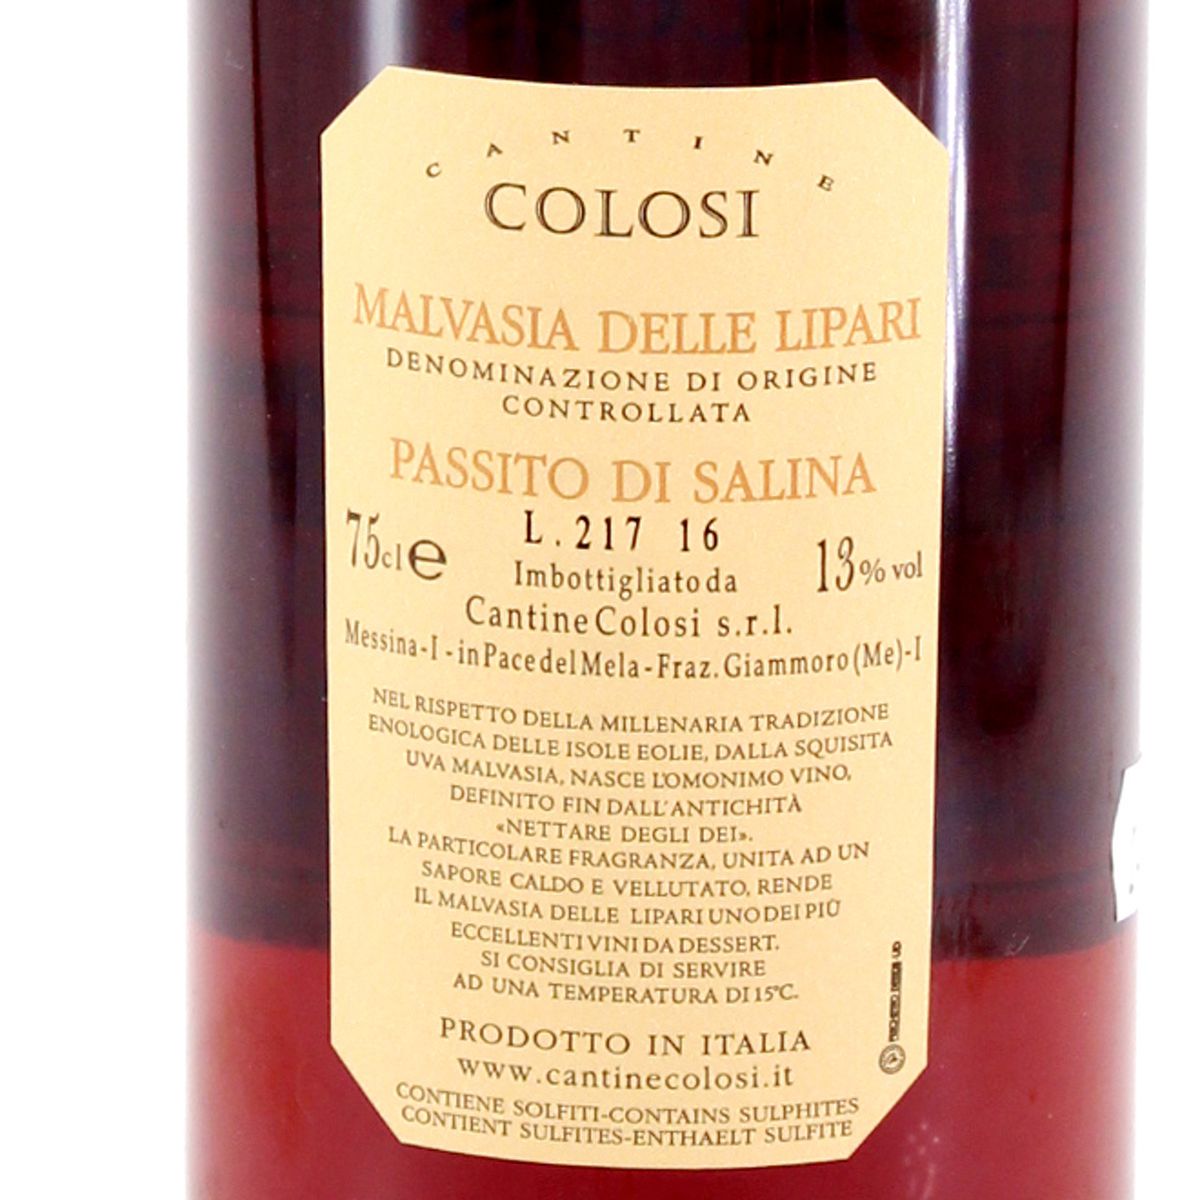 CANTINE
COLOSI
MALVASIA DELLE LIPARI
DENOMINAZIONE DI ORIGINE
CONTROLLATA
PASSITO DI SALINA
L.217 16
75cl e
13% vol
Imbottigliato da
Cantine Colosi s.r.l.
Messina-I - in Pace del Mela - Fraz. Giammoro (Me)-I
NEL RISPETTO DELLA MILLENARIA TRADIZIONE
ENOLOGICA DELLE ISOLE EOLIE, DALLA SQUISITA
UVA MALVASIA, NASCE L'OMONIMO VINO,
DEFINITO FIN DALL'ANTICHITÀ
«NETTARE DEGLI DEI».
LA PARTICOLARE FRAGRANZA, UNITA AD UN
SAPORE CALDO E VELLUTATO, RENDE
IL MALVASIA DELLE LIPARI UNO DEI PIÙ
ECCELLENTI VINI DA DESSERT.
SI CONSIGLIA DI SERVIRE
AD UNA TEMPERATURA DI 15°C.
PRODOTTO IN ITALIA
www.cantinecolosi.it
CONTIENE SOLFITI-CONTAINS SULPHITES
CONTIENT SULFITES-ENTHAELT SULFITE